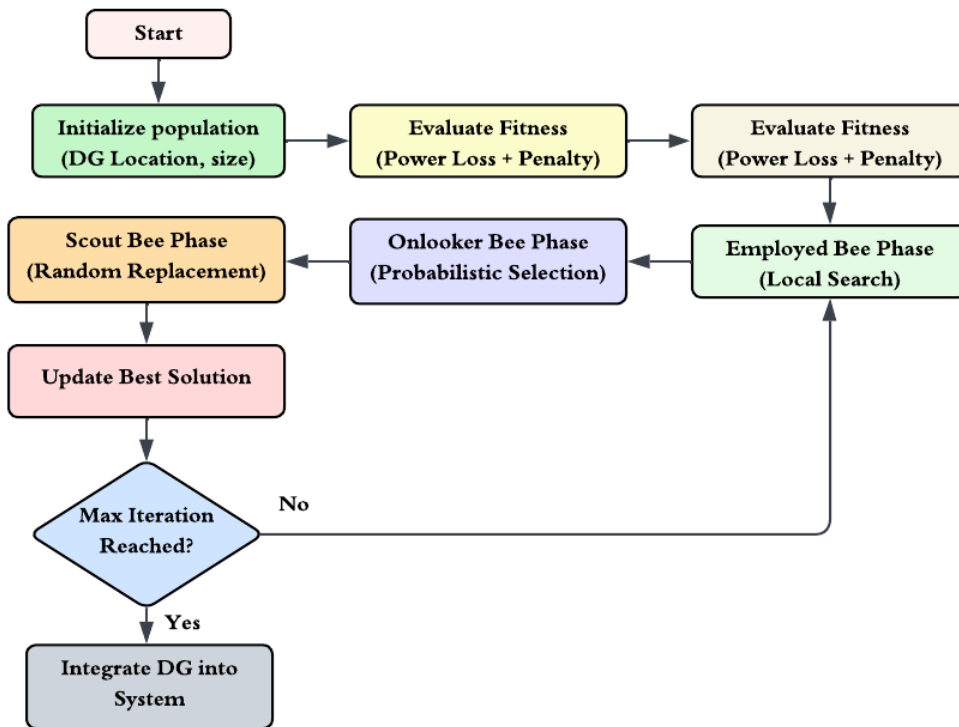 Start
Initialize population
(DG Location, size)
Evaluate Fitness
(Power Loss + Penalty)
Evaluate Fitness
(Power Loss + Penalty)
Employed Bee Phase
(Local Search)
Onlooker Bee Phase
(Probabilistic Selection)
Scout Bee Phase
(Random Replacement)
Update Best Solution
Max Iteration
Reached?
No
Yes
Integrate DG into
System